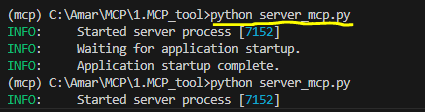 (mcp) C:\Amar\MCP\1.MCP_tool>python server_mcp.py
INFO:     Started server process [7152]
INFO:     Waiting for application startup.
INFO:     Application startup complete.
(mcp) C:\Amar\MCP\1.MCP_tool>python server_mcp.py
INFO:     Started server process [7152]